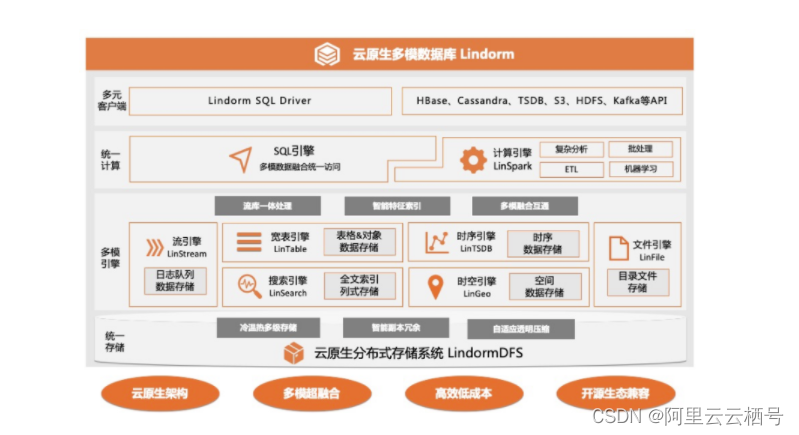 云原生多模数据库 Lindorm
多元
客户端
Lindorm SQL Driver
HBase、Cassandra、TSDB、S3、HDFS、Kafka等API
统一
计算
SQL引擎
多模数据融合统一访问
计算引擎
LinSpark
复杂分析
批处理
ETL
机器学习
流库一体处理
智能特征索引
多模融合互通
多模
引擎
流引擎
LinStream
日志队列
数据存储
宽表引擎
LinTable
表格&对象
数据存储
时序引擎
LinTSDB
时序
数据存储
搜索引擎
LinSearch
全文索引
列式存储
时空引擎
LinGeo
空间
数据存储
文件引擎
LinFile
目录文件
存储
统一
存储
冷温热多级存储
智能副本冗余
自适应透明压缩
云原生分布式存储系统 LindormDFS
云原生架构
多模超融合
高效低成本
开源生态兼容
CSDN @阿里云云栖号